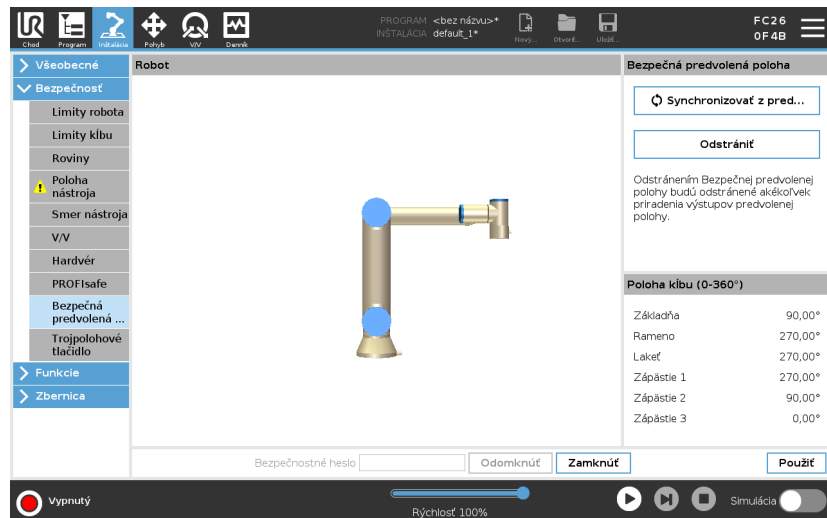 UR
Chod
Program
Inštalácia
Pohyb
V/V
Denník
PROGRAM <bez názvu>*
INŠTALÁCIA default_1*
Nový...
Otvoriť...
Uložiť...
FC26
0F4B
Všeobecné
Bezpečnosť
Limity robota
Limity kĺbu
Roviny
Poloha
nástroja
Smer nástroja
V/V
Hardvér
PROFIsafe
Bezpečná
predvolená ...
Trojpolohové
tlačidlo
Funkcie
Zbernica
Robot
Bezpečná predvolená poloha
Synchronizovať z pred...
Odstrániť
Odstránením Bezpečnej predvolenej
polohy budú odstránené akékoľvek
priradenia výstupov predvolenej
polohy.
Poloha kĺbu (0-360°)
Základňa 90,00°
Rameno 270,00°
Lakeť 270,00°
Zápästie 1 270,00°
Zápästie 2 90,00°
Zápästie 3 0,00°
Bezpečnostné heslo
Odomknúť
Zamknúť
Použiť
Vypnutý
Rýchlosť 100%
Simulácia